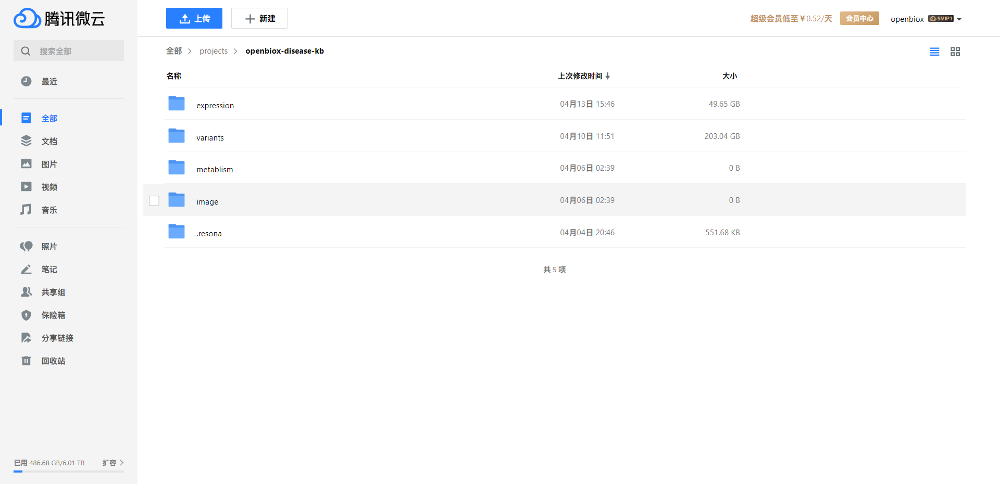 腾讯微云
上传
新建
超级会员低至￥0.52/天
会员中心
openbiox
SVIP1
搜索全部
全部
projects
openbiox-disease-kb
名称
上次修改时间
大小
最近
expression
04月13日 15:46
49.65 GB
全部
variants
04月10日 11:51
203.04 GB
文档
图片
metablism
04月06日 02:39
0 B
视频
image
04月06日 02:39
0 B
音乐
.resona
04月04日 20:46
551.68 KB
照片
笔记
共 5 项
共享组
保险箱
分享链接
回收站
已用 486.68 GB/6.01 TB
扩容